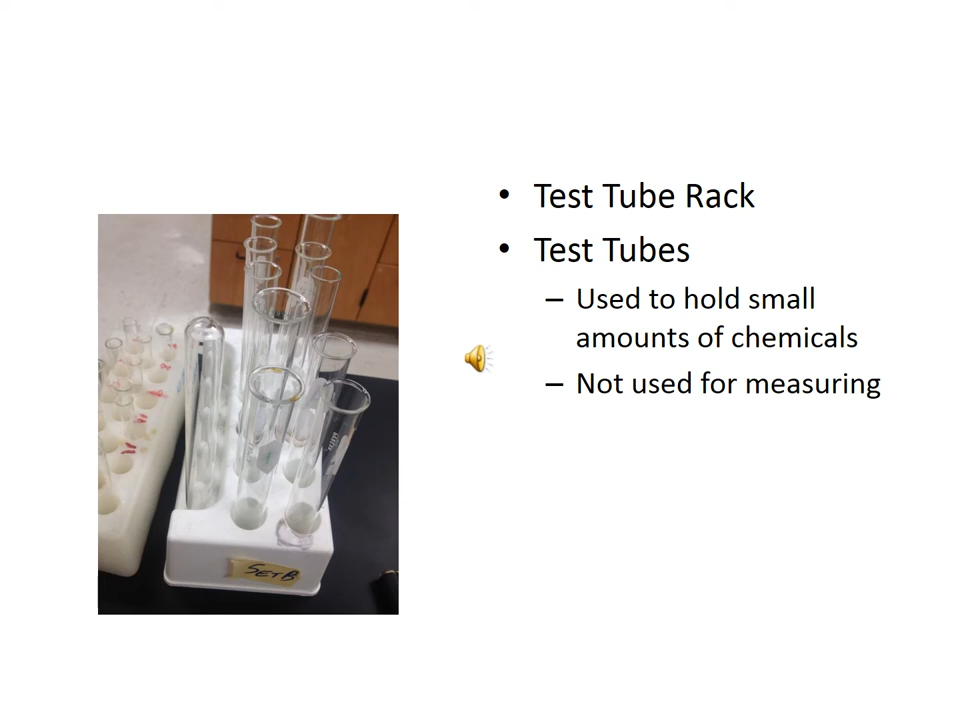 Test Tube Rack
Test Tubes
– Used to hold small
amounts of chemicals
– Not used for measuring
SET B